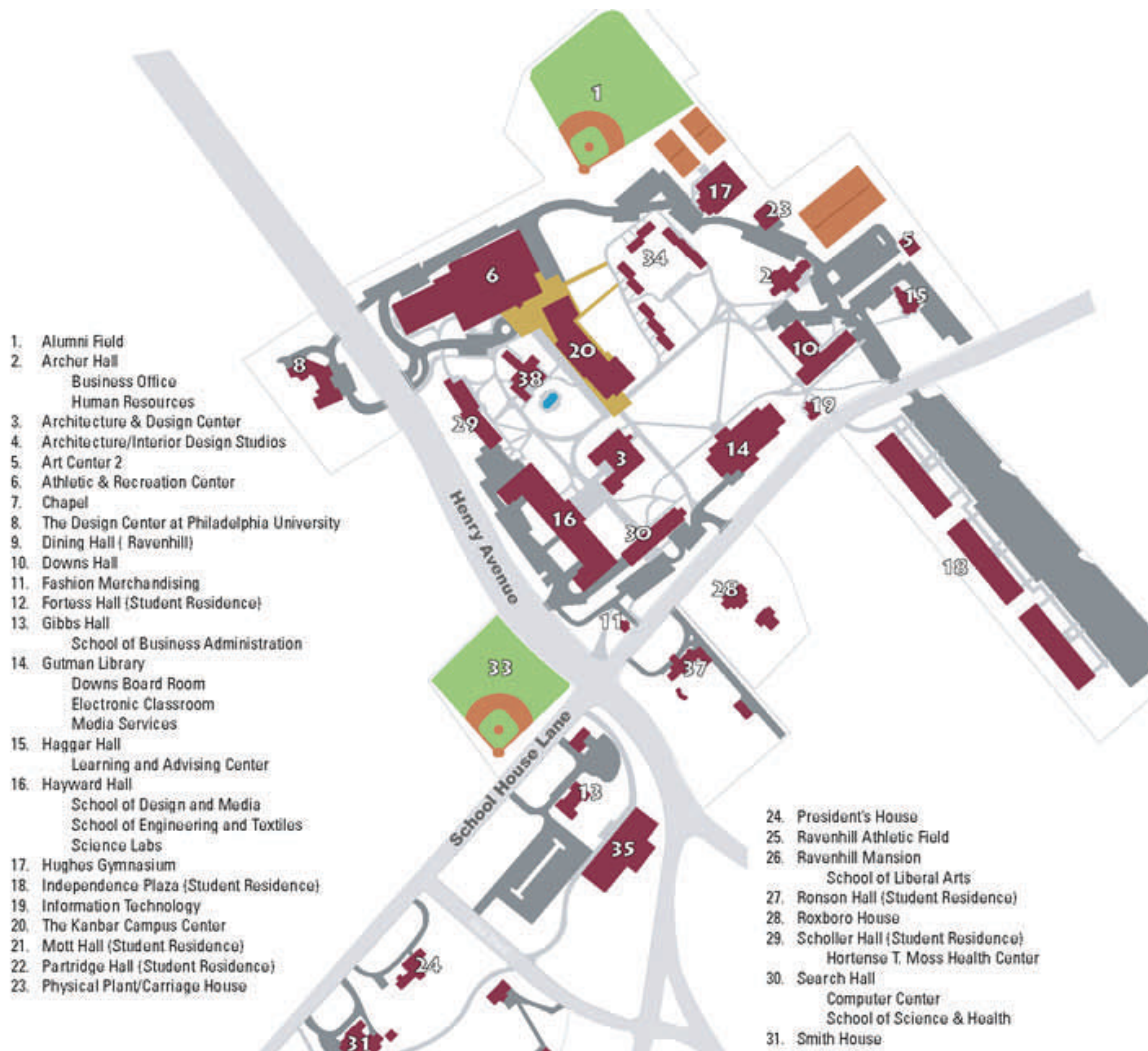 1
17
23
5
34
2
6
15
10
20
8
38
19
29
14
3
16
30
18
28
11
37
33
13
35
24
31
Henry Avenue
School House Lane
1. Alumni Field
2. Archer Hall
Business Office
Human Resources
3. Architecture & Design Center
4. Architecture/Interior Design Studios
5. Art Center 2
6. Athletic & Recreation Center
7. Chapel
8. The Design Center at Philadelphia University
9. Dining Hall ( Ravenhill)
10. Downs Hall
11. Fashion Merchandising
12. Fortess Hall (Student Residence)
13. Gibbs Hall
School of Business Administration
14. Gutman Library
Downs Board Room
Electronic Classroom
Media Services
15. Haggar Hall
Learning and Advising Center
16. Hayward Hall
School of Design and Media
School of Engineering and Textiles
Science Labs
17. Hughes Gymnasium
18. Independence Plaza (Student Residence)
19. Information Technology
20. The Kanbar Campus Center
21. Mott Hall (Student Residence)
22. Partridge Hall (Student Residence)
23. Physical Plant/Carriage House
24. President's House
25. Ravenhill Athletic Field
26. Ravenhill Mansion
School of Liberal Arts
27. Ronson Hall (Student Residence)
28. Roxboro House
29. Scholler Hall (Student Residence)
Hortense T. Moss Health Center
30. Search Hall
Computer Center
School of Science & Health
31. Smith House